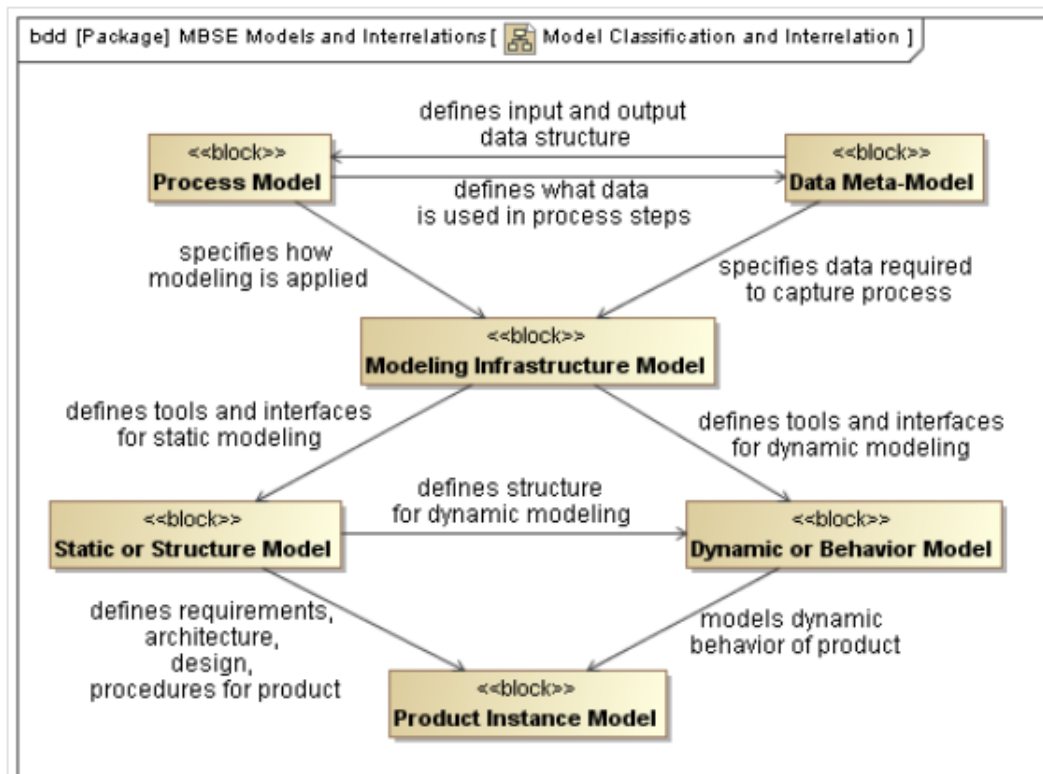 bdd [Package] MBSE Models and Interrelations[ Model Classification and Interrelation ]
defines input and output
data structure
<<block>>
Process Model
<<block>>
Data Meta-Model
defines what data
is used in process steps
specifies how
modeling is applied
specifies data required
to capture process
<<block>>
Modeling Infrastructure Model
defines tools and interfaces
for static modeling
defines tools and interfaces
for dynamic modeling
defines structure
for dynamic modeling
<<block>>
Static or Structure Model
<<block>>
Dynamic or Behavior Model
defines requirements,
architecture,
design,
procedures for product
models dynamic
behavior of product
<<block>>
Product Instance Model